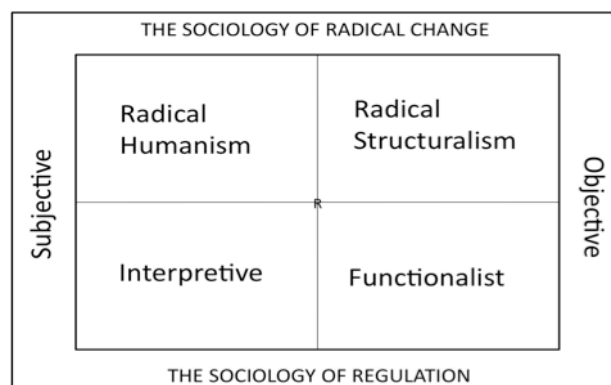 THE SOCIOLOGY OF RADICAL CHANGE
Subjective
Radical
Humanism
Radical
Structuralism
Objective
R
Interpretive
Functionalist
THE SOCIOLOGY OF REGULATION